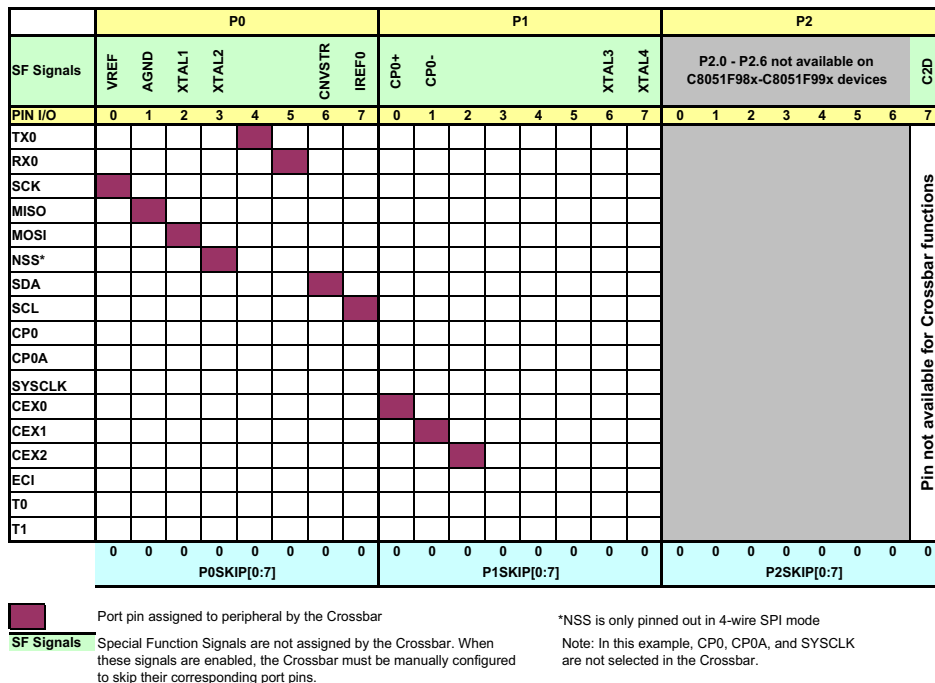 P0 P1 P2
SF Signals VREF AGND XTAL1 XTAL2 CNVSTR IREF0 CP0+ CP0- XTAL3 XTAL4 P2.0 - P2.6 not available on C8051F98x-C8051F99x devices C2D
PIN I/O 0 1 2 3 4 5 6 7 0 1 2 3 4 5 6 7 0 1 2 3 4 5 6 7
TX0
RX0
SCK
MISO
MOSI
NSS*
SDA
SCL
CP0
CP0A
SYSCLK
CEX0
CEX1
CEX2
ECI
T0
T1
Pin not available for Crossbar functions
0 0 0 0 0 0 0 0 0 0 0 0 0 0 0 0 0 0 0 0 0 0 0 0
P0SKIP[0:7] P1SKIP[0:7] P2SKIP[0:7]
Port pin assigned to peripheral by the Crossbar
SF Signals Special Function Signals are not assigned by the Crossbar. When
these signals are enabled, the Crossbar must be manually configured
to skip their corresponding port pins.
*NSS is only pinned out in 4-wire SPI mode
Note: In this example, CP0, CP0A, and SYSCLK
are not selected in the Crossbar.